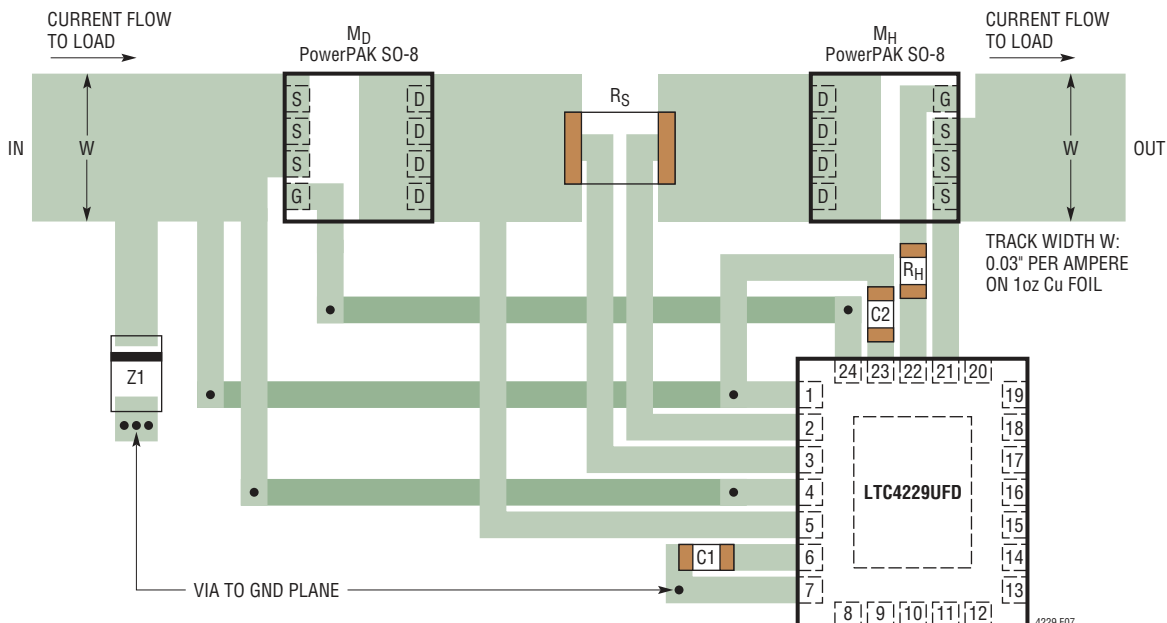 CURRENT FLOW
TO LOAD
MD
PowerPAK SO-8
MH
PowerPAK SO-8
CURRENT FLOW
TO LOAD
RS
S D
S D
S D
G D
D G
D S
D S
D S
IN
W
W
OUT
TRACK WIDTH W:
0.03" PER AMPERE
ON 1oz Cu FOIL
RH
C2
Z1
24 23 22 21 20
1 19
2 18
3 17
4 16
5 15
6 14
7 13
LTC4229UFD
C1
VIA TO GND PLANE
8 9 10 11 12
4229 F07